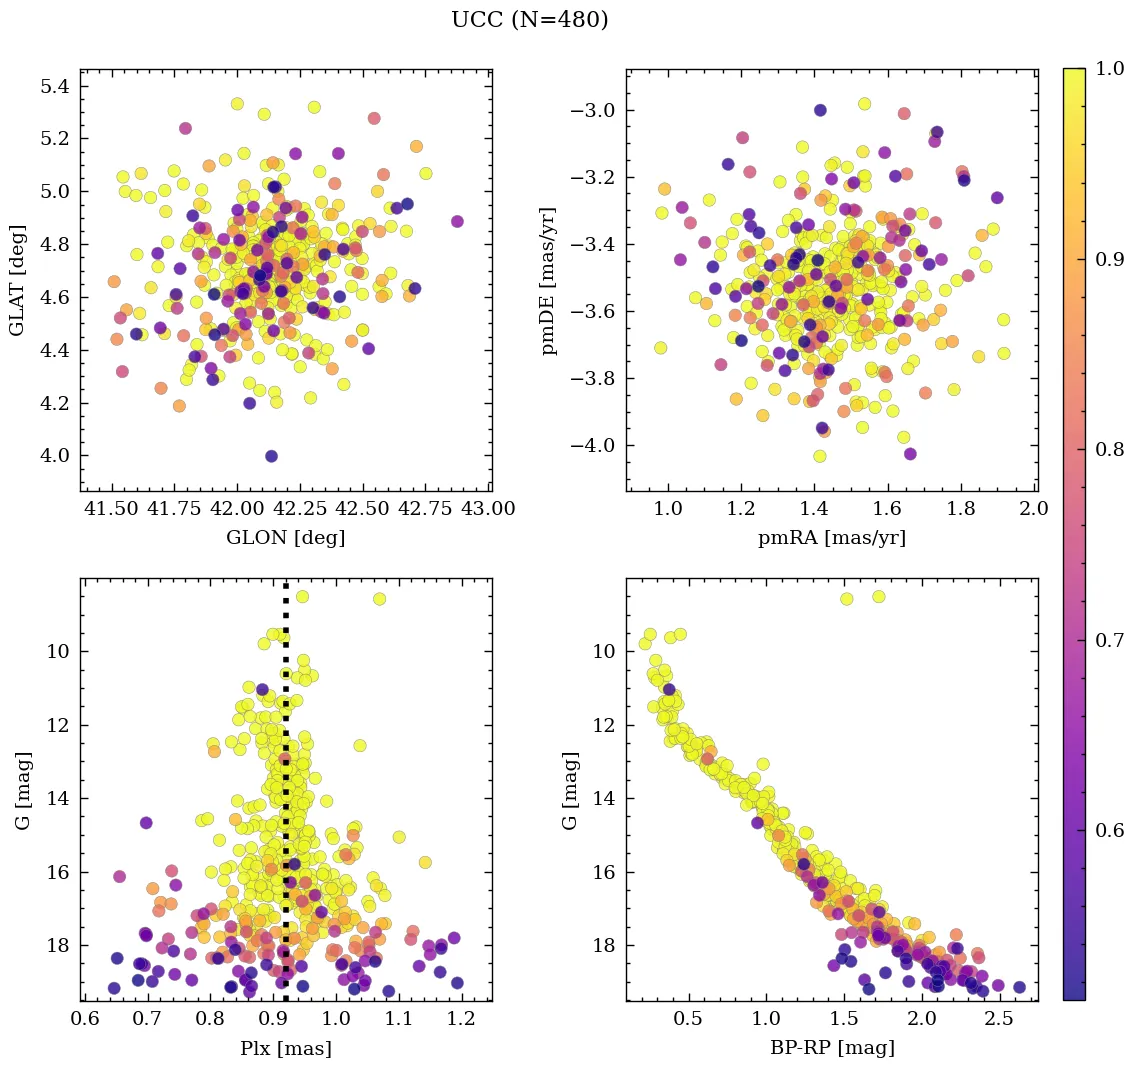 UCC (N=480)
5.4
5.2
5.0
4.8
4.6
4.4
4.2
4.0
GLAT [deg]
41.50 41.75 42.00 42.25 42.50 42.75 43.00
GLON [deg]
−3.0
−3.2
−3.4
−3.6
−3.8
−4.0
pmDE [mas/yr]
1.0 1.2 1.4 1.6 1.8 2.0
pmRA [mas/yr]
1.0
0.9
0.8
0.7
0.6
10
12
14
16
18
G [mag]
0.6 0.7 0.8 0.9 1.0 1.1 1.2
Plx [mas]
10
12
14
16
18
G [mag]
0.5 1.0 1.5 2.0 2.5
BP-RP [mag]